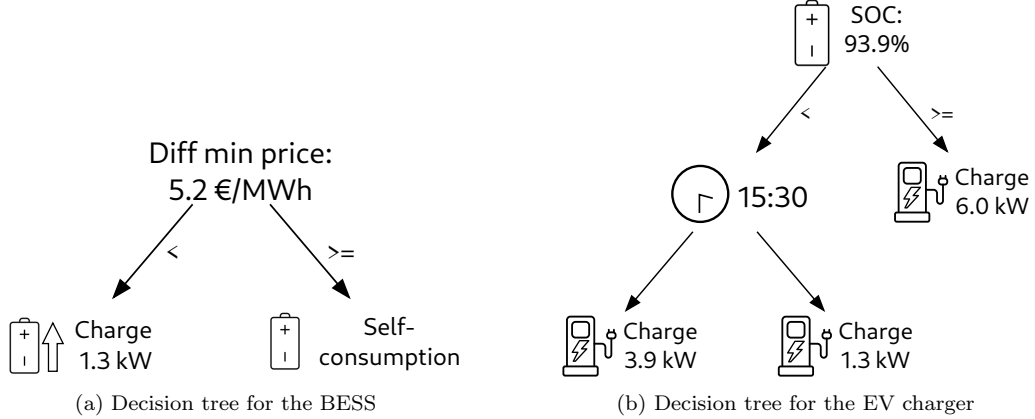 Diff min price:
5.2 €/MWh
<
>=
Charge
1.3 kW
Self-
consumption
(a) Decision tree for the BESS
SOC:
93.9%
<
>=
15:30
Charge
6.0 kW
Charge
3.9 kW
Charge
1.3 kW
(b) Decision tree for the EV charger